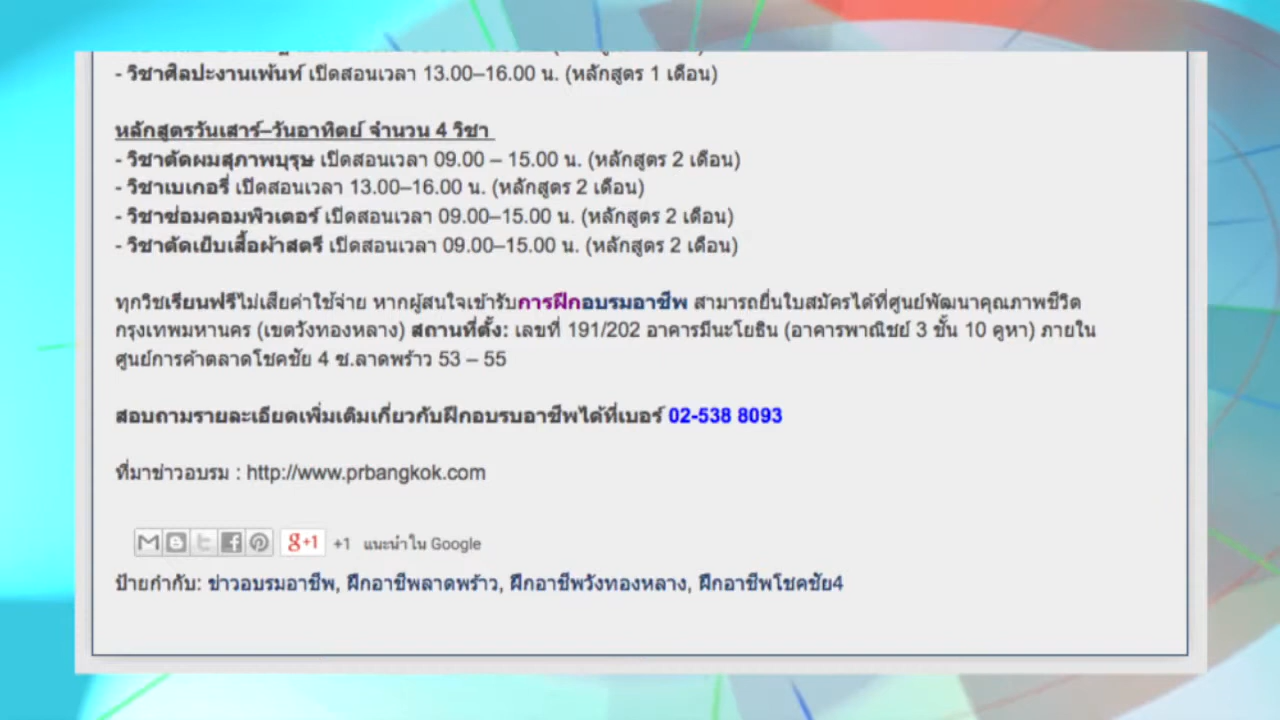 - วิชาศิลปะงานเพ้นท์ เปิดสอนเวลา 13.00–16.00 น. (หลักสูตร 1 เดือน)
หลักสูตรวันเสาร์–วันอาทิตย์ จำนวน 4 วิชา
- วิชาตัดผมสุภาพบุรุษ เปิดสอนเวลา 09.00 – 15.00 น. (หลักสูตร 2 เดือน)
- วิชาเบเกอรี่ เปิดสอนเวลา 13.00–16.00 น. (หลักสูตร 2 เดือน)
- วิชาซ่อมคอมพิวเตอร์ เปิดสอนเวลา 09.00–15.00 น. (หลักสูตร 2 เดือน)
- วิชาตัดเย็บเสื้อผ้าสตรี เปิดสอนเวลา 09.00–15.00 น. (หลักสูตร 2 เดือน)
ทุกวิชเรียนฟรีไม่เสียค่าใช้จ่าย หากผู้สนใจเข้ารับการฝึกอบรมอาชีพ สามารถยื่นใบสมัครได้ที่ศูนย์พัฒนาคุณภาพชีวิต
กรุงเทพมหานคร (เขตวังทองหลาง) สถานที่ตั้ง: เลขที่ 191/202 อาคารมีนะโยธิน (อาคารพาณิชย์ 3 ชั้น 10 คูหา) ภายใน
ศูนย์การค้าตลาดโชคชัย 4 ซ.ลาดพร้าว 53 – 55
สอบถามรายละเอียดเพิ่มเติมเกี่ยวกับฝึกอบรบอาชีพได้ที่เบอร์ 02-538 8093
ที่มาข่าวอบรม : http://www.prbangkok.com
g+1 +1 แนะนำใน Google
ป้ายกำกับ: ข่าวอบรมอาชีพ, ฝึกอาชีพลาดพร้าว, ฝึกอาชีพวังทองหลาง, ฝึกอาชีพโชคชัย4